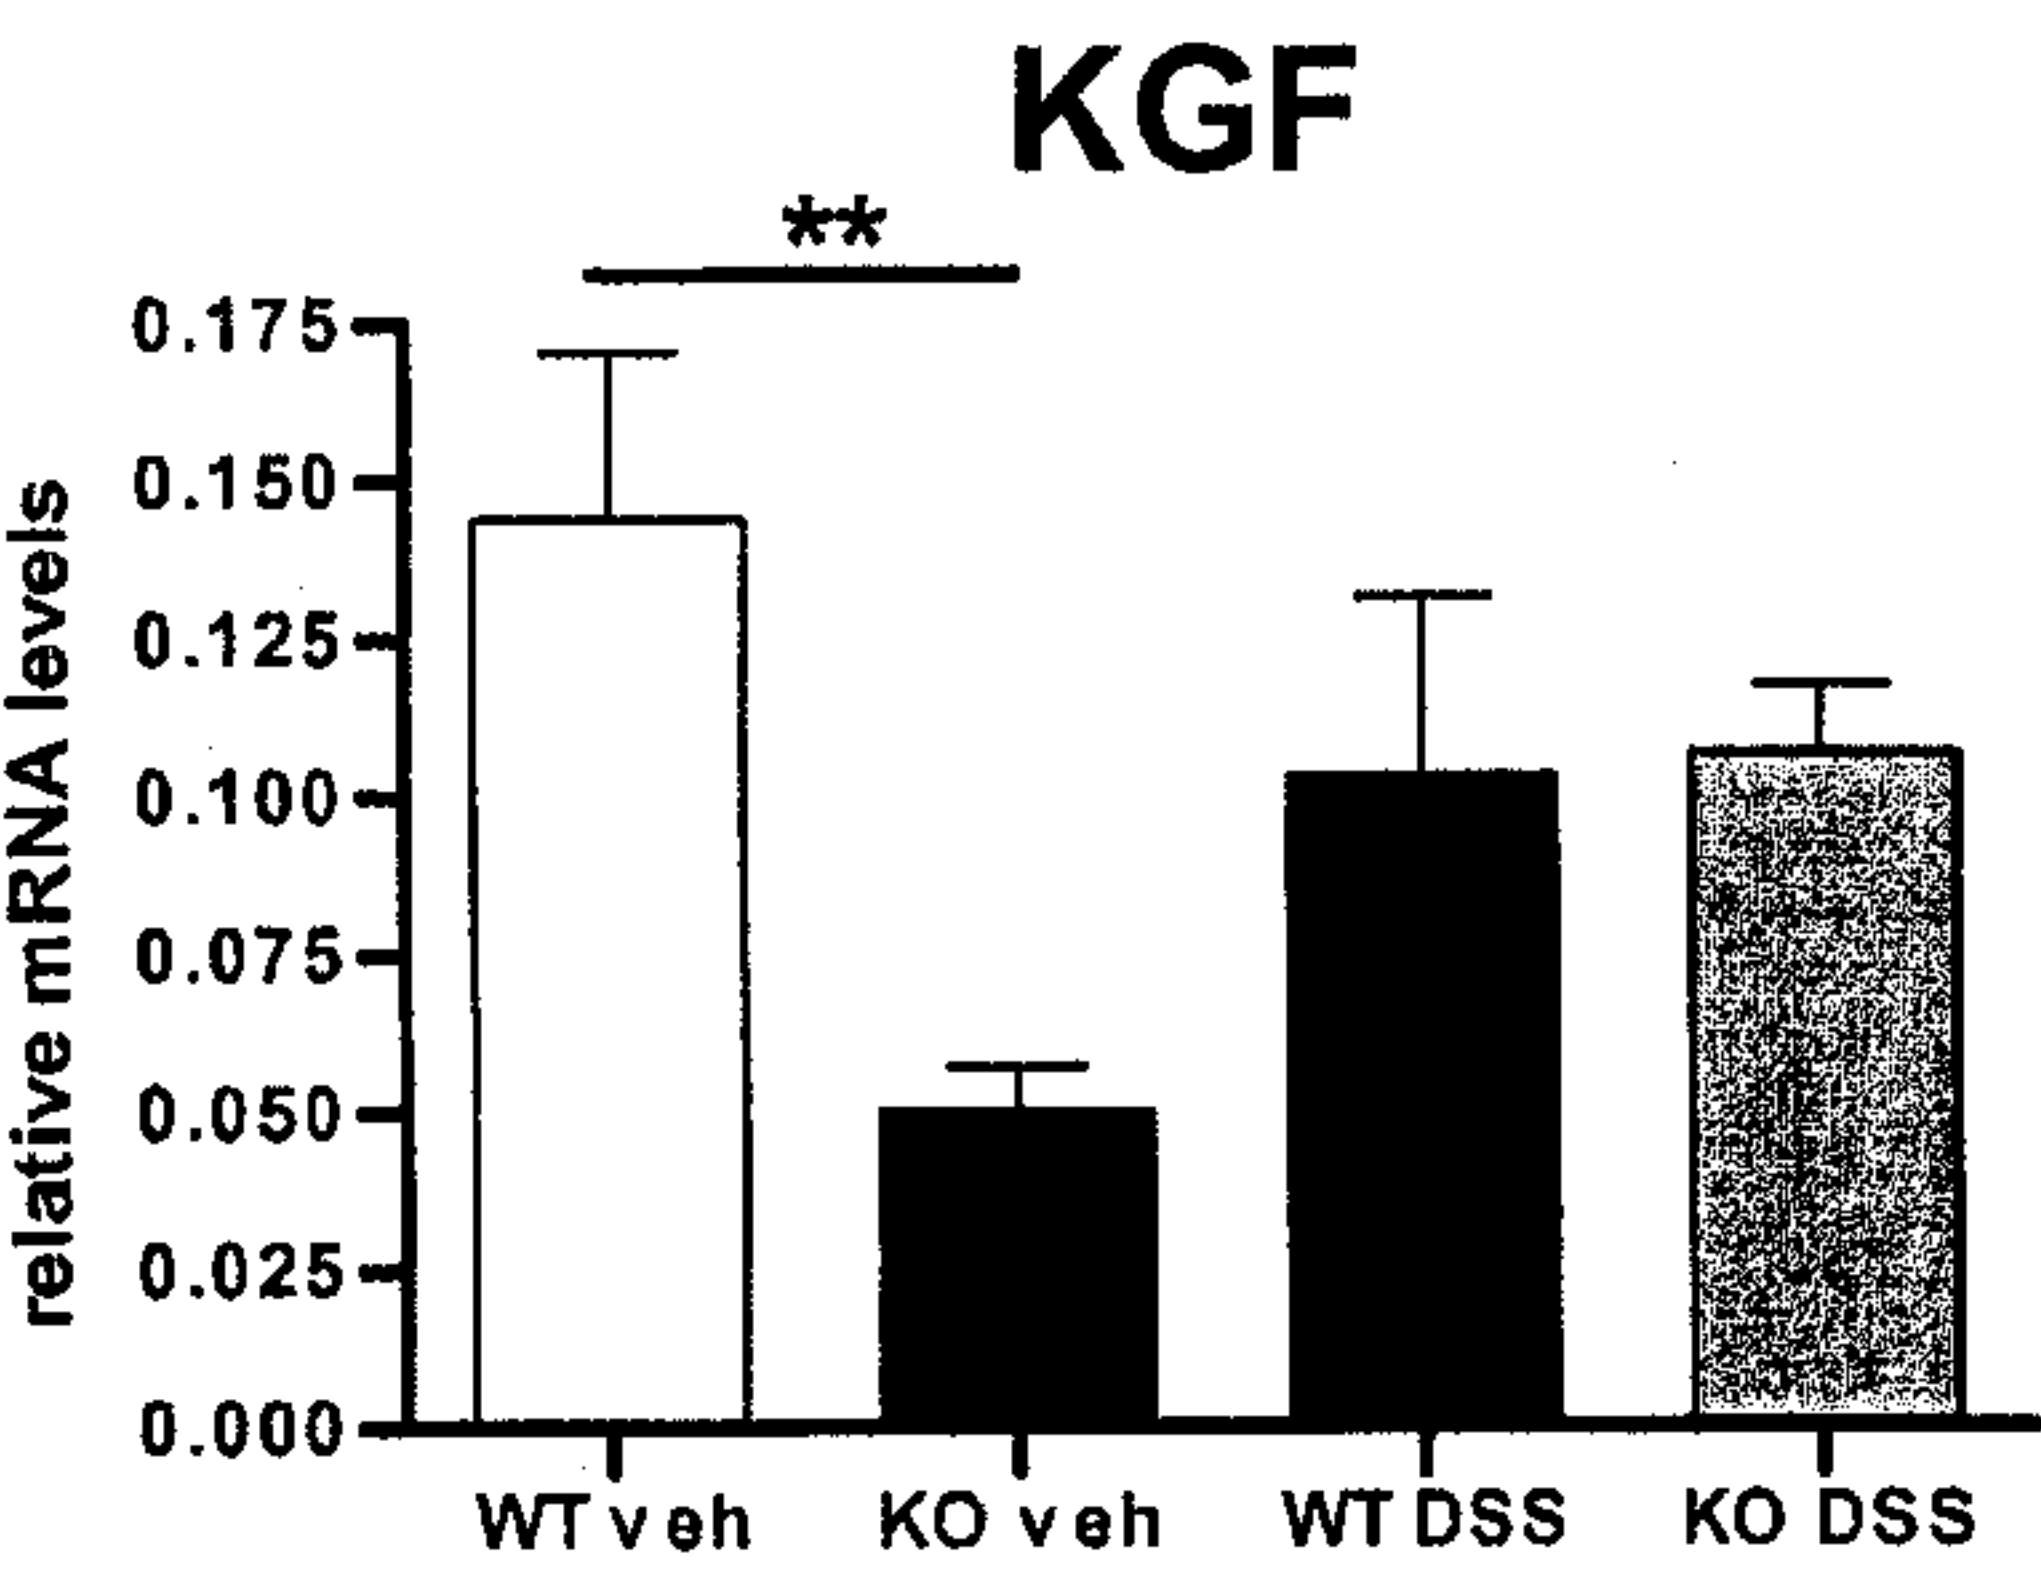 KGF
**
0.175
0.150
0.125
0.100
0.075
0.050
0.025
0.000
relative mRNA levels
WT veh
KO veh
WT DSS
KO DSS